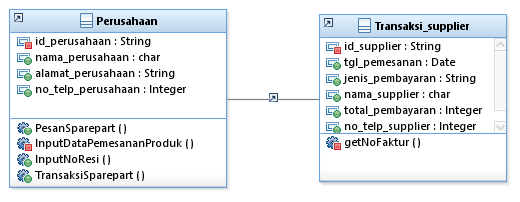 Perusahaan
id_perusahaan : String
nama_perusahaan : char
alamat_perusahaan : String
no_telp_perusahaan : Integer
PesanSparepart ( )
InputDataPemesananProduk ( )
InputNoResi ( )
TransaksiSparepart ( )
Transaksi_supplier
id_supplier : String
tgl_pemesanan : Date
jenis_pembayaran : String
nama_supplier : char
total_pembayaran : Integer
no_telp_supplier : Integer
getNoFaktur ( )